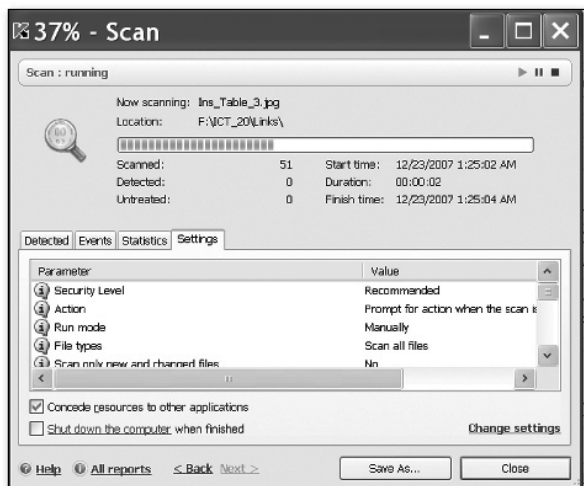 37% - Scan
Scan : running
Now scanning: Ins_Table_3.jpg
Location: F:\ICT_20\Links\
Scanned: 51 Start time: 12/23/2007 1:25:02 AM
Detected: 0 Duration: 00:00:02
Untreated: 0 Finish time: 12/23/2007 1:25:04 AM
Detected Events Statistics Settings
Parameter Value
Security Level Recommended
Action Prompt for action when the scan is
Run mode Manually
File types Scan all files
Scan only new and changed files No
Concede resources to other applications
Shut down the computer when finished Change settings
Help All reports < Back Next > Save As... Close